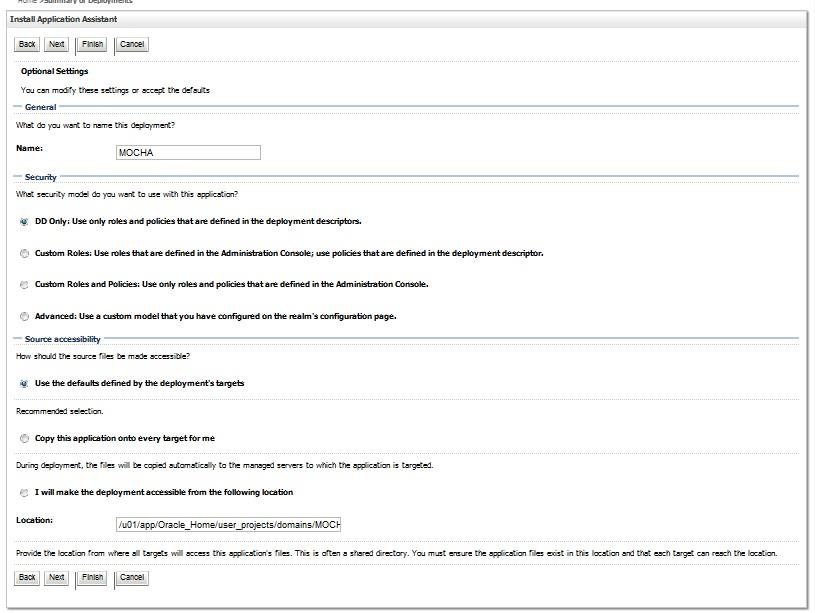 Home >Summary of Deployments
Install Application Assistant
Back Next Finish Cancel
Optional Settings
You can modify these settings or accept the defaults
General
What do you want to name this deployment?
Name: MOCHA
Security
What security model do you want to use with this application?
DD Only: Use only roles and policies that are defined in the deployment descriptors.
Custom Roles: Use roles that are defined in the Administration Console; use policies that are defined in the deployment descriptor.
Custom Roles and Policies: Use only roles and policies that are defined in the Administration Console.
Advanced: Use a custom model that you have configured on the realm's configuration page.
Source accessibility
How should the source files be made accessible?
Use the defaults defined by the deployment's targets
Recommended selection.
Copy this application onto every target for me
During deployment, the files will be copied automatically to the managed servers to which the application is targeted.
I will make the deployment accessible from the following location
Location: /u01/app/Oracle_Home/user_projects/domains/MOCH
Provide the location from where all targets will access this application's files. This is often a shared directory. You must ensure the application files exist in this location and that each target can reach the location.
Back Next Finish Cancel